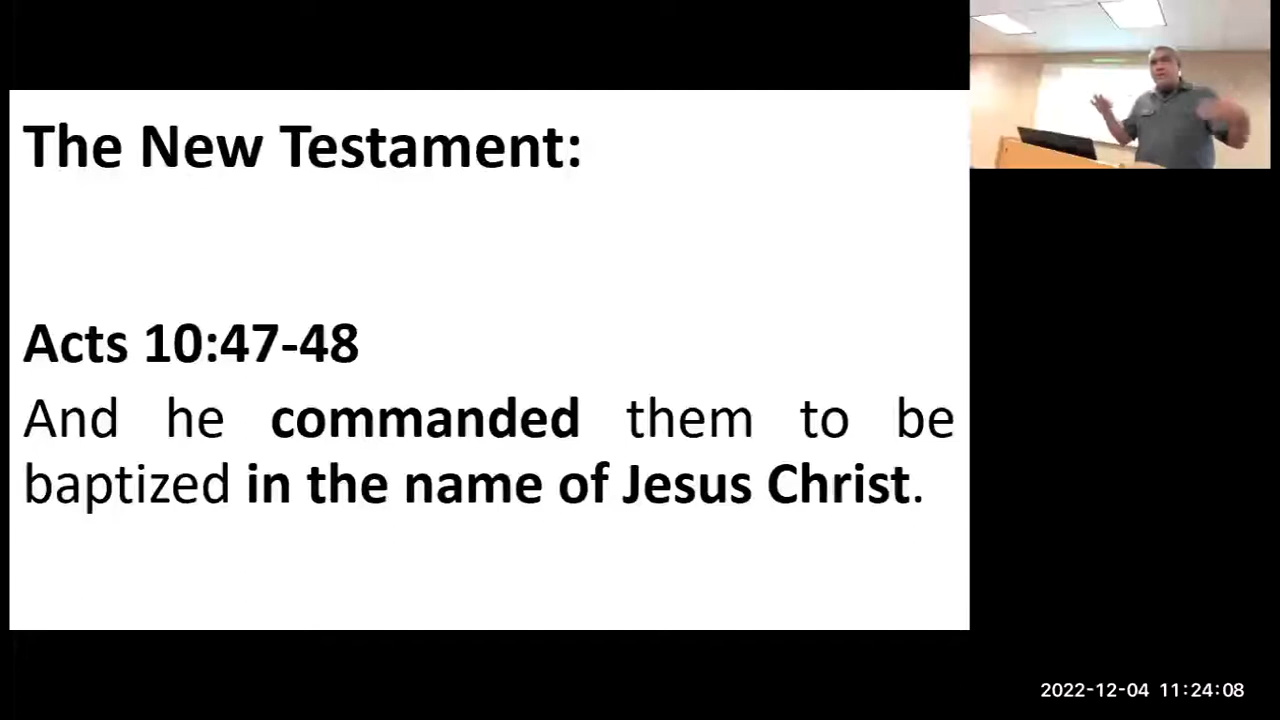 The New Testament:
Acts 10:47-48
And he commanded them to be
baptized in the name of Jesus Christ.
2022-12-04 11:24:08